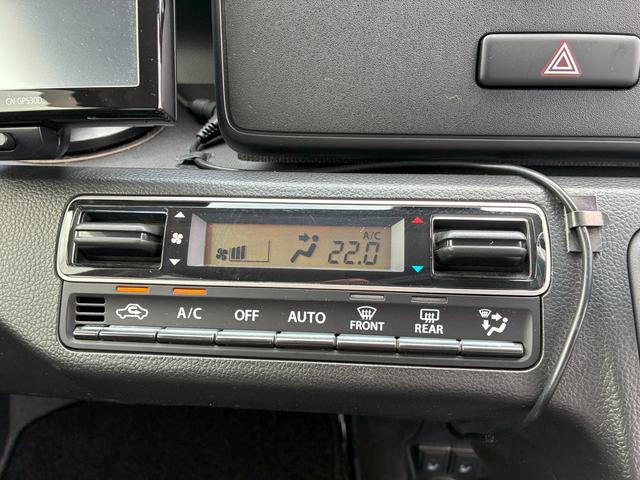 CN-GP530D
A/C
22.0
A/C OFF AUTO FRONT REAR